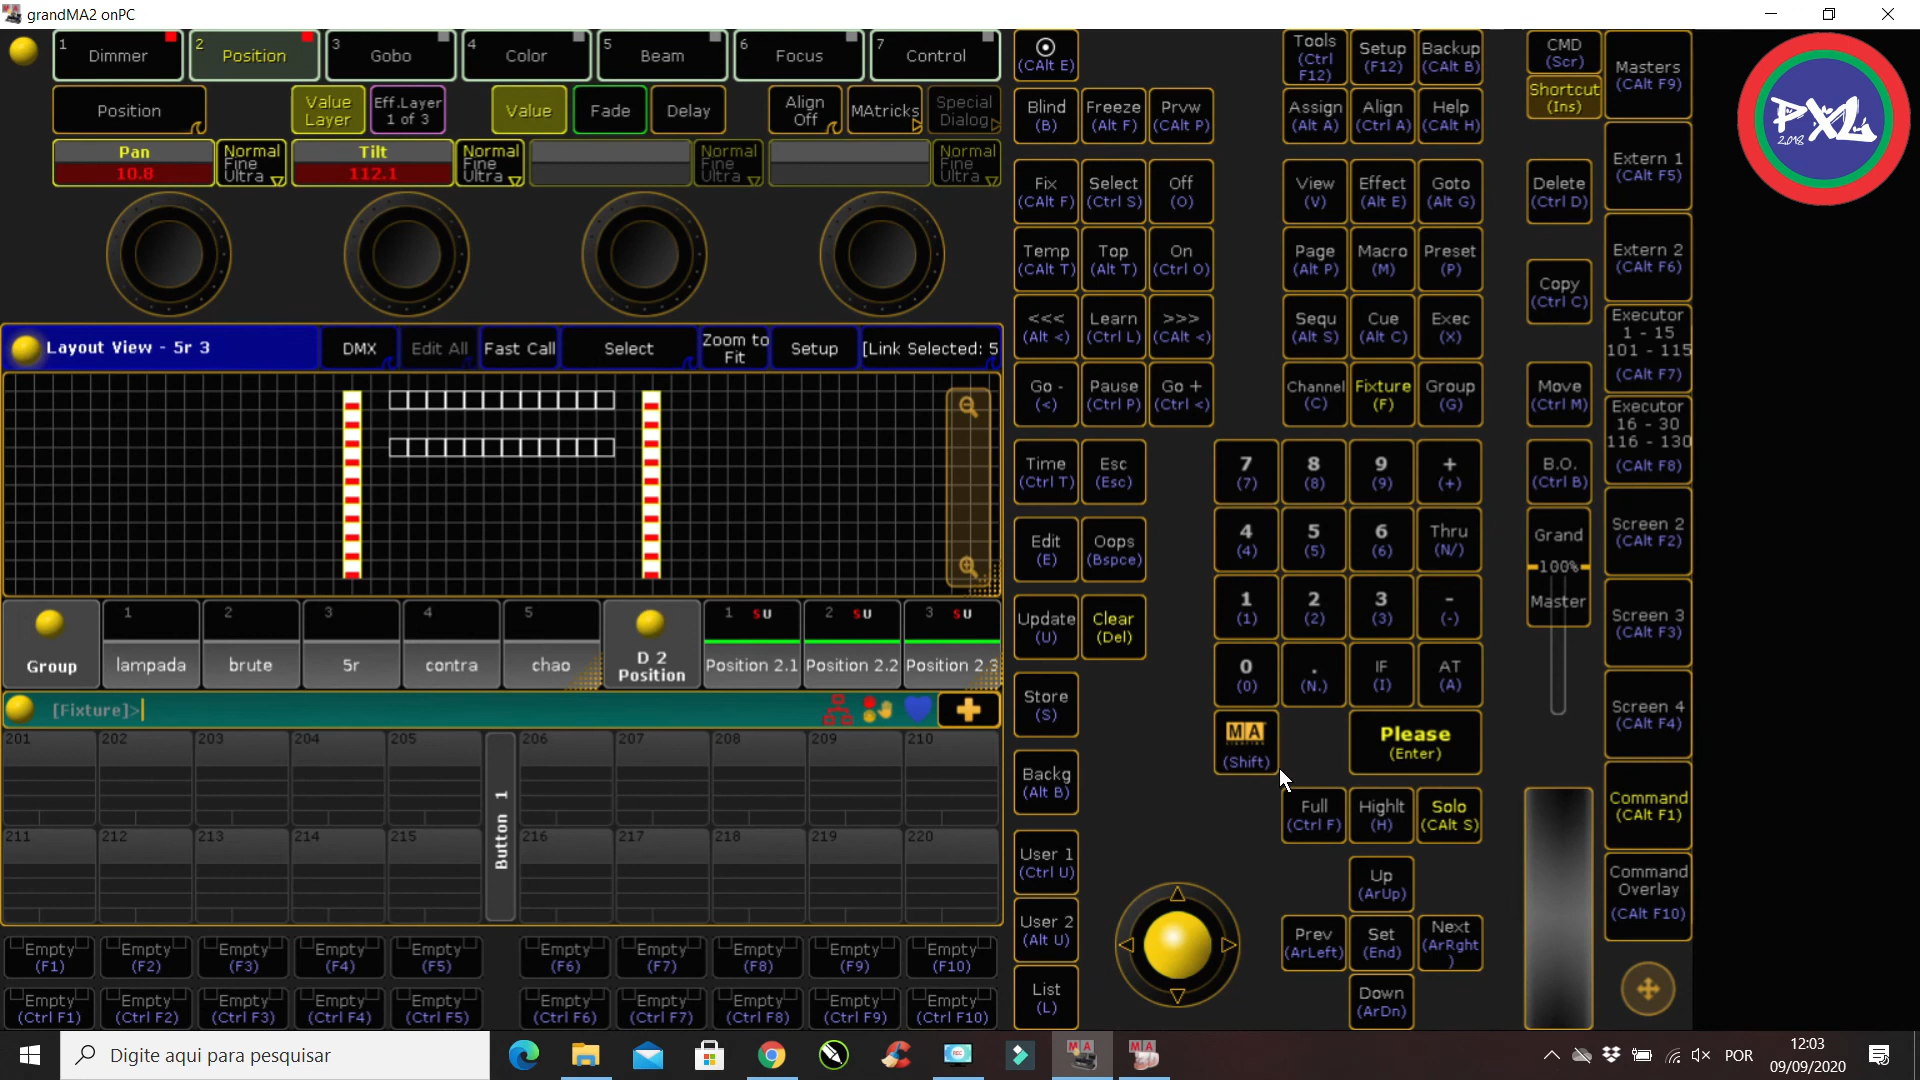 grandMA2 onPC
1 Dimmer
2 Position
3 Gobo
4 Color
5 Beam
6 Focus
7 Control
Position
Value Layer
Eff.Layer 1 of 3
Value
Fade
Delay
Align Off
MAtricks
Special Dialog
Pan
10.8
Normal Fine Ultra
Tilt
112.1
Normal Fine Ultra
Normal Fine Ultra
Normal Fine Ultra
Layout View - 5r 3
DMX
Edit All
Fast Call
Select
Zoom to Fit
Setup
[Link Selected: 5
Group
1 lampada
2 brute
3 5r
4 contra
5 chao
D 2 Position
1 SU Position 2.1
2 SU Position 2.2
3 SU Position 2.3
[Fixture]>
201 202 203 204 205
206 207 208 209 210
211 212 213 214 215
216 217 218 219 220
Button 1
Empty (F1)
Empty (F2)
Empty (F3)
Empty (F4)
Empty (F5)
Empty (F6)
Empty (F7)
Empty (F8)
Empty (F9)
Empty (F10)
Empty (Ctrl F1)
Empty (Ctrl F2)
Empty (Ctrl F3)
Empty (Ctrl F4)
Empty (Ctrl F5)
Empty (Ctrl F6)
Empty (Ctrl F7)
Empty (Ctrl F8)
Empty (Ctrl F9)
Empty (Ctrl F10)
(CAlt E)
Blind (B)
Freeze (Alt F)
Prvw (CAlt P)
Fix (CAlt F)
Select (Ctrl S)
Off (O)
Temp (CAlt T)
Top (Alt T)
On (Ctrl O)
<<< (Alt <)
Learn (Ctrl L)
>>> (CAlt <)
Go - (<)
Pause (Ctrl P)
Go + (Ctrl <)
Time (Ctrl T)
Esc (Esc)
Edit (E)
Oops (Bspce)
Update (U)
Clear (Del)
Store (S)
Backg (Alt B)
User 1 (Ctrl U)
User 2 (Alt U)
List (L)
Tools (Ctrl F12)
Setup (F12)
Backup (CAlt B)
Assign (Alt A)
Align (Ctrl A)
Help (CAlt H)
View (V)
Effect (Alt E)
Goto (Alt G)
Page (Alt P)
Macro (M)
Preset (P)
Sequ (Alt S)
Cue (Alt C)
Exec (X)
Channel (C)
Fixture (F)
Group (G)
7 (7)
8 (8)
9 (9)
+ (+)
4 (4)
5 (5)
6 (6)
Thru (N/)
1 (1)
2 (2)
3 (3)
- (-)
0 (0)
. (N.)
IF (I)
AT (A)
MA LIGHTING (Shift)
Please (Enter)
Full (Ctrl F)
Highlt (H)
Solo (CAlt S)
Up (ArUp)
Prev (ArLeft)
Set (End)
Next (ArRght)
Down (ArDn)
CMD (Scr)
Shortcut (Ins)
Delete (Ctrl D)
Copy (Ctrl C)
Move (Ctrl M)
B.O. (Ctrl B)
Grand
100%
Master
Masters (CAlt F9)
Extern 1 (CAlt F5)
Extern 2 (CAlt F6)
Executor 1 - 15 101 - 115 (CAlt F7)
Executor 16 - 30 116 - 130 (CAlt F8)
Screen 2 (CAlt F2)
Screen 3 (CAlt F3)
Screen 4 (CAlt F4)
Command (CAlt F1)
Command Overlay (CAlt F10)
PXL
2018
Digite aqui para pesquisar
REC
MA
MA
POR
12:03
09/09/2020